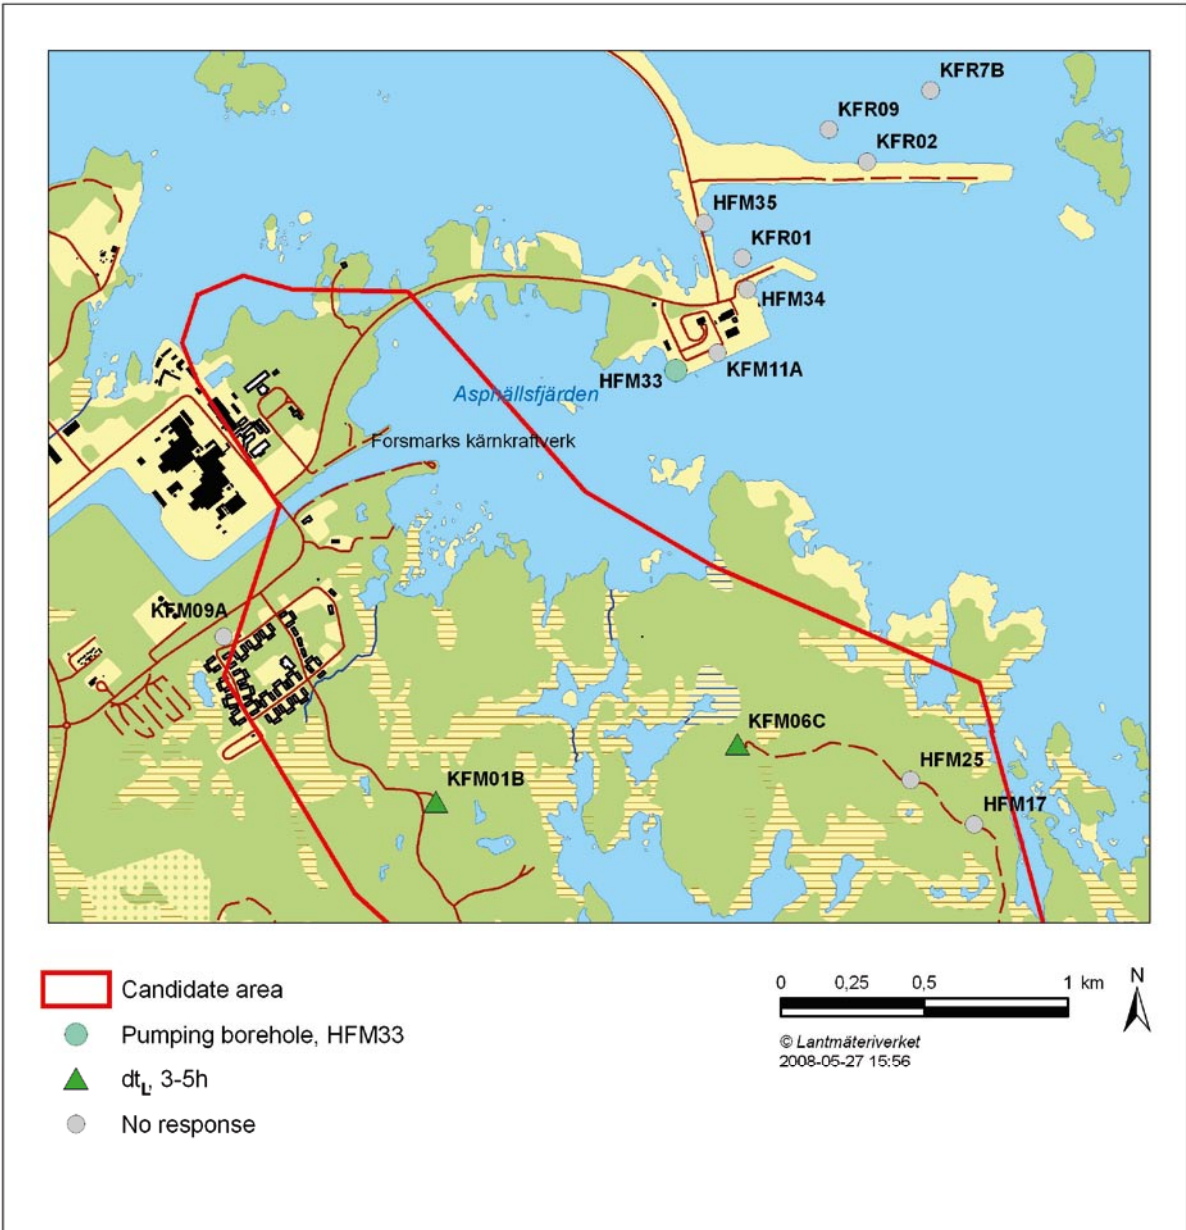 KFR7B
KFR09
KFR02
HFM35
KFR01
HFM34
HFM33
KFM11A
Asphällsfjärden
Forsmarks kärnkraftverk
KFM09A
KFM06C
KFM01B
HFM25
HFM17
Candidate area
Pumping borehole, HFM33
dtL, 3-5h
No response
0 0,25 0,5 1 km
N
© Lantmäteriverket
2008-05-27 15:56